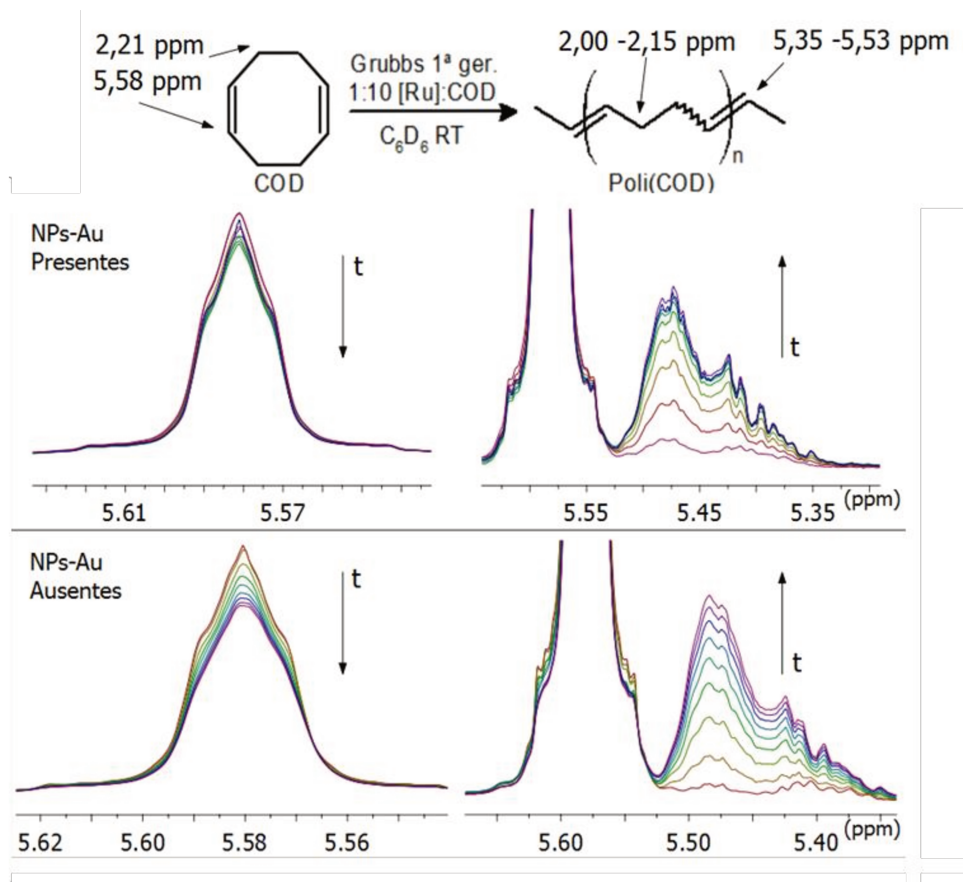 2,21 ppm
5,58 ppm
Grubbs 1ª ger.
1:10 [Ru]:COD
C6D6 RT
COD
2,00 -2,15 ppm
5,35 -5,53 ppm
n
Poli(COD)
NPs-Au
Presentes
t
t
5.61 5.57
5.55 5.45 5.35 (ppm)
NPs-Au
Ausentes
t
t
5.62 5.60 5.58 5.56
5.60 5.50 5.40 (ppm)